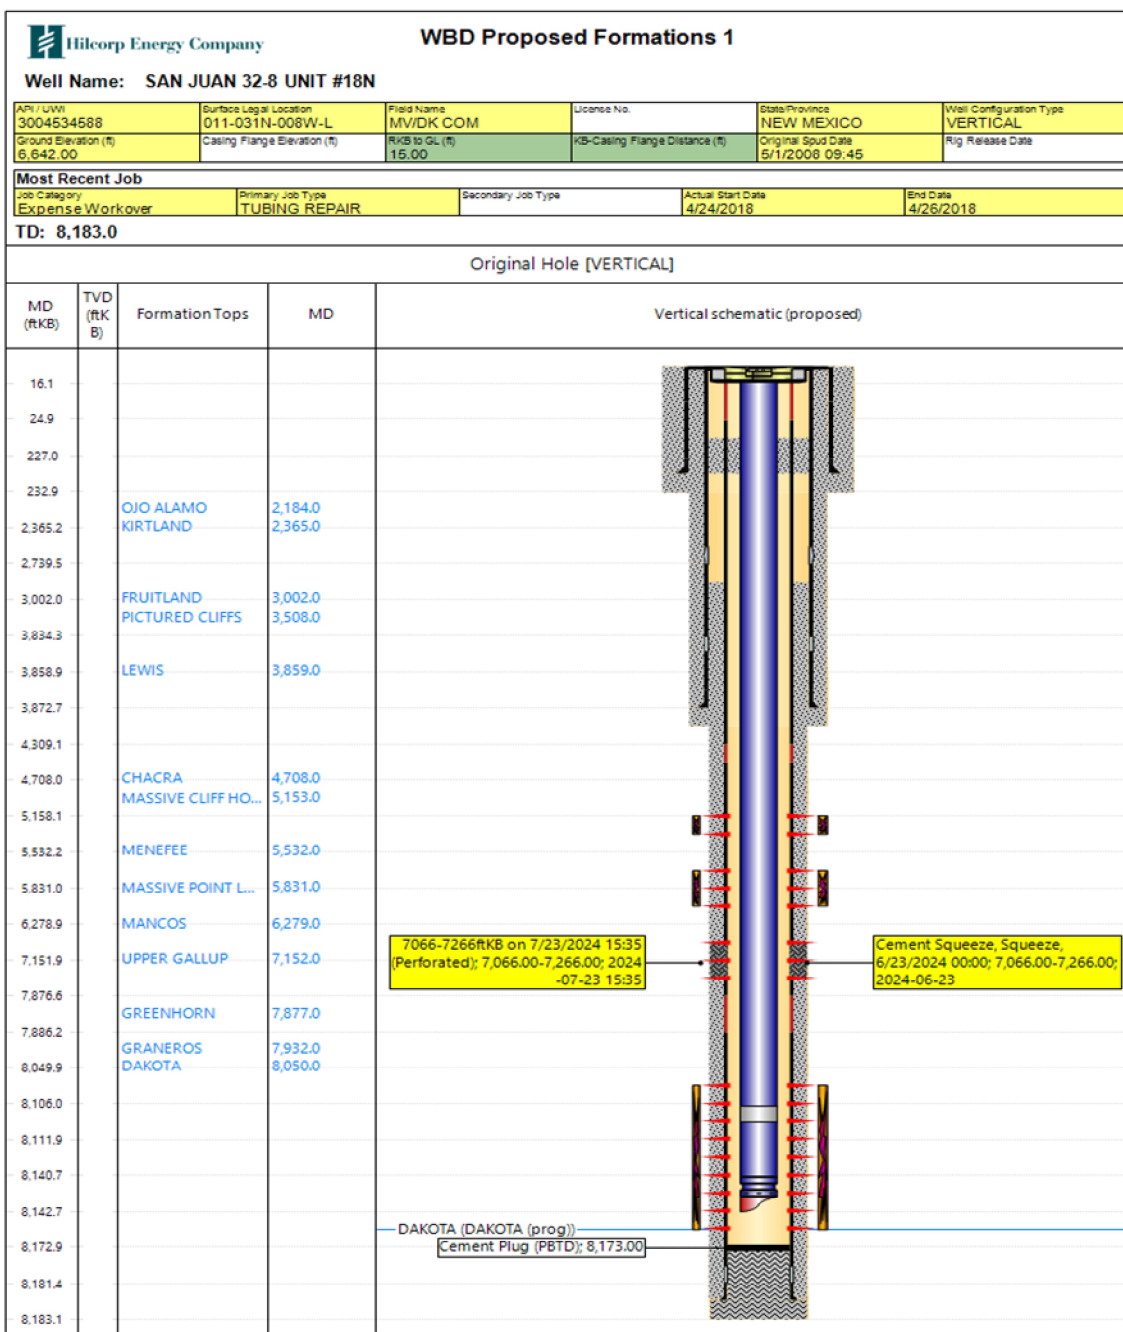 Hilcorp Energy Company
WBD Proposed Formations 1
Well Name: SAN JUAN 32-8 UNIT #18N
API / UWI
3004534588
Surface Legal Location
011-031N-008W-L
Field Name
MV/DK COM
License No.
State/Province
NEW MEXICO
Well Configuration Type
VERTICAL
Ground Elevation (ft)
6,642.00
Casing Flange Elevation (ft)
RKB to GL (ft)
15.00
KB-Casing Flange Distance (ft)
Original Spud Date
5/1/2008 09:45
Rig Release Date
Most Recent Job
Job Category
Expense Workover
Primary Job Type
TUBING REPAIR
Secondary Job Type
Actual Start Date
4/24/2018
End Date
4/26/2018
TD: 8,183.0
Original Hole [VERTICAL]
MD
(ftKB)
TVD
(ftK
B)
Formation Tops
MD
Vertical schematic (proposed)
16.1
24.9
227.0
232.9
OJO ALAMO 2,184.0
2,365.2
KIRTLAND 2,365.0
2,739.5
3,002.0
FRUITLAND 3,002.0
PICTURED CLIFFS 3,508.0
3,834.3
3,858.9
LEWIS 3,859.0
3,872.7
4,309.1
4,708.0
CHACRA 4,708.0
MASSIVE CLIFF HO... 5,153.0
5,158.1
5,532.2
MENEFEE 5,532.0
5,831.0
MASSIVE POINT L... 5,831.0
6,278.9
MANCOS 6,279.0
7,151.9
UPPER GALLUP 7,152.0
7066-7266ftKB on 7/23/2024 15:35
(Perforated); 7,066.00-7,266.00; 2024
-07-23 15:35
Cement Squeeze, Squeeze,
6/23/2024 00:00; 7,066.00-7,266.00;
2024-06-23
7,876.6
GREENHORN 7,877.0
7,886.2
GRANEROS 7,932.0
8,049.9
DAKOTA 8,050.0
8,106.0
8,111.9
8,140.7
8,142.7
DAKOTA (DAKOTA (prog))
Cement Plug (PBTD); 8,173.00
8,172.9
8,181.4
8,183.1